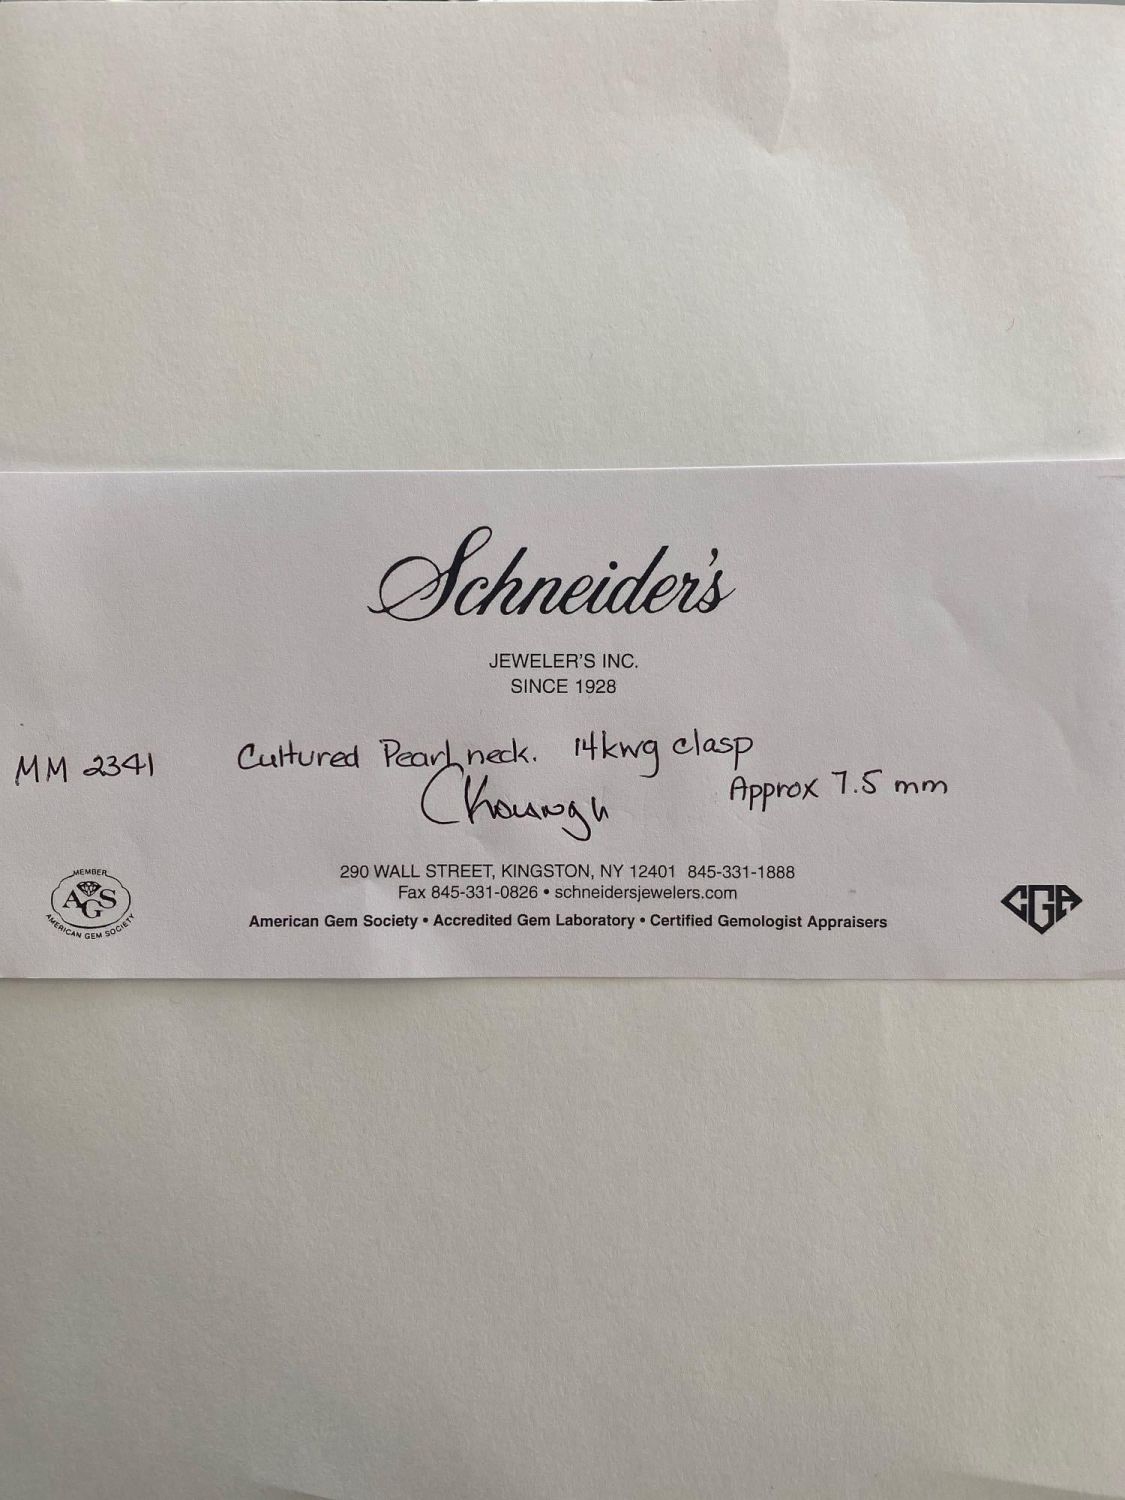 Schneider's
JEWELER'S INC.
SINCE 1928
MM 2341 Cultured Pearl neck. 14kwg clasp
Approx 7.5 mm
290 WALL STREET, KINGSTON, NY 12401 845-331-1888
Fax 845-331-0826 • schneidersjewelers.com
American Gem Society • Accredited Gem Laboratory • Certified Gemologist Appraisers
MEMBER
AGS
AMERICAN GEM SOCIETY
CGA